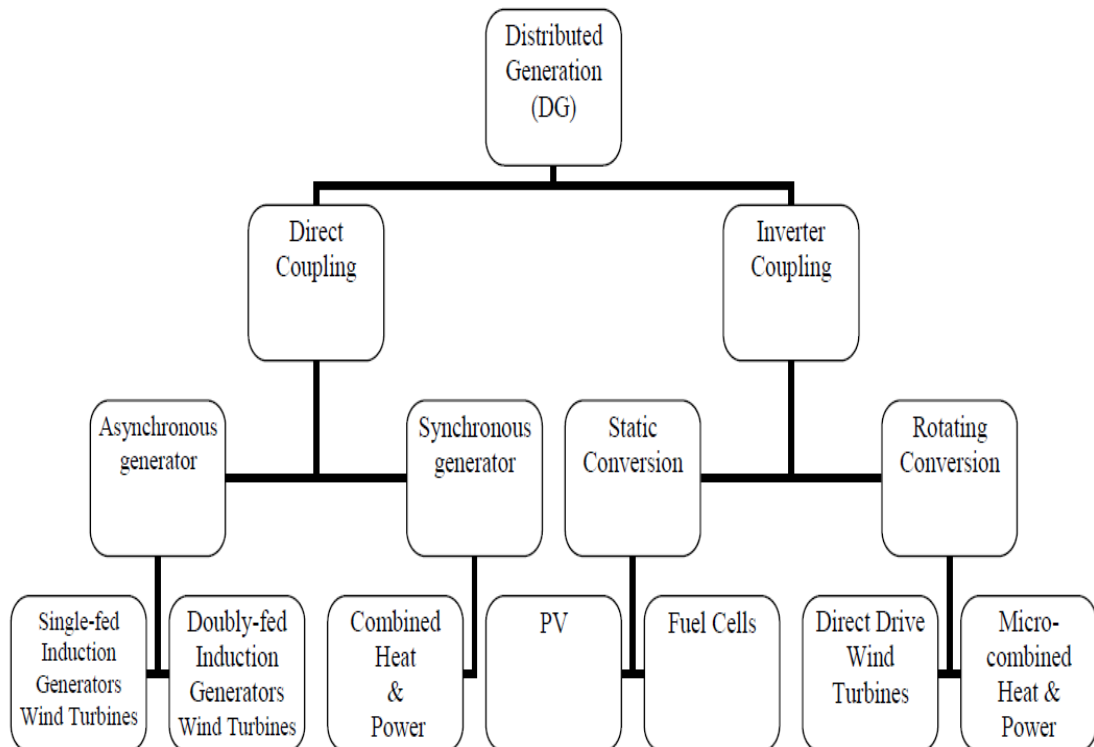 Distributed
Generation
(DG)
Direct
Coupling
Inverter
Coupling
Asynchronous
generator
Synchronous
generator
Static
Conversion
Rotating
Conversion
Single-fed
Induction
Generators
Wind Turbines
Doubly-fed
Induction
Generators
Wind Turbines
Combined
Heat
&
Power
PV
Fuel Cells
Direct Drive
Wind
Turbines
Micro-
combined
Heat &
Power